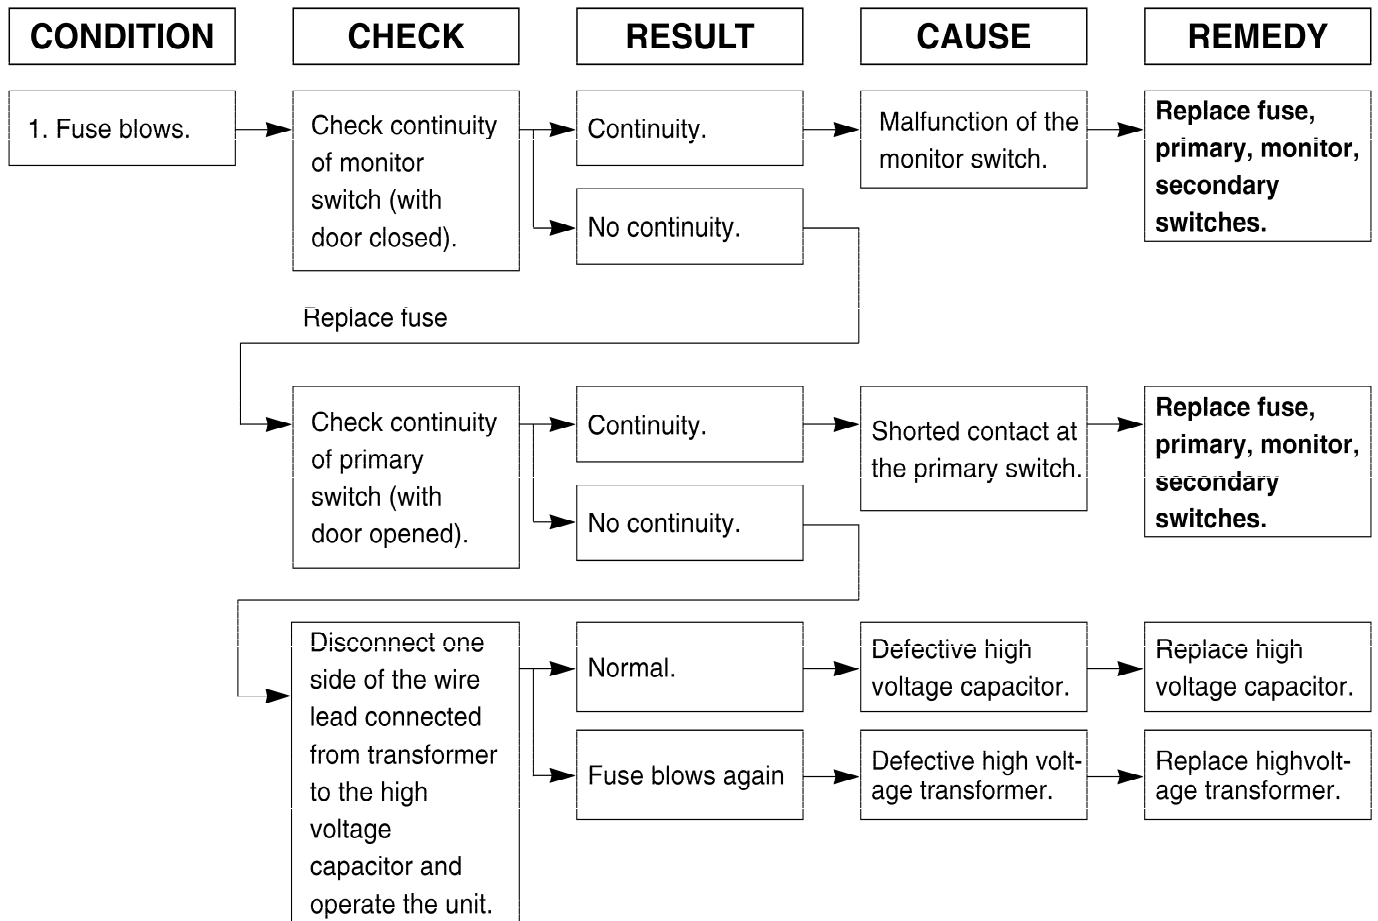 CONDITION
CHECK
RESULT
CAUSE
REMEDY
1. Fuse blows.
Check continuity
of monitor
switch (with
door closed).
Continuity.
Malfunction of the
monitor switch.
Replace fuse,
primary, monitor,
secondary
switches.
No continuity.
Replace fuse
Check continuity
of primary
switch (with
door opened).
Continuity.
Shorted contact at
the primary switch.
Replace fuse,
primary, monitor,
secondary
switches.
No continuity.
Disconnect one
side of the wire
lead connected
from transformer
to the high
voltage
capacitor and
operate the unit.
Normal.
Defective high
voltage capacitor.
Replace high
voltage capacitor.
Fuse blows again
Defective high volt-
age transformer.
Replace highvolt-
age transformer.